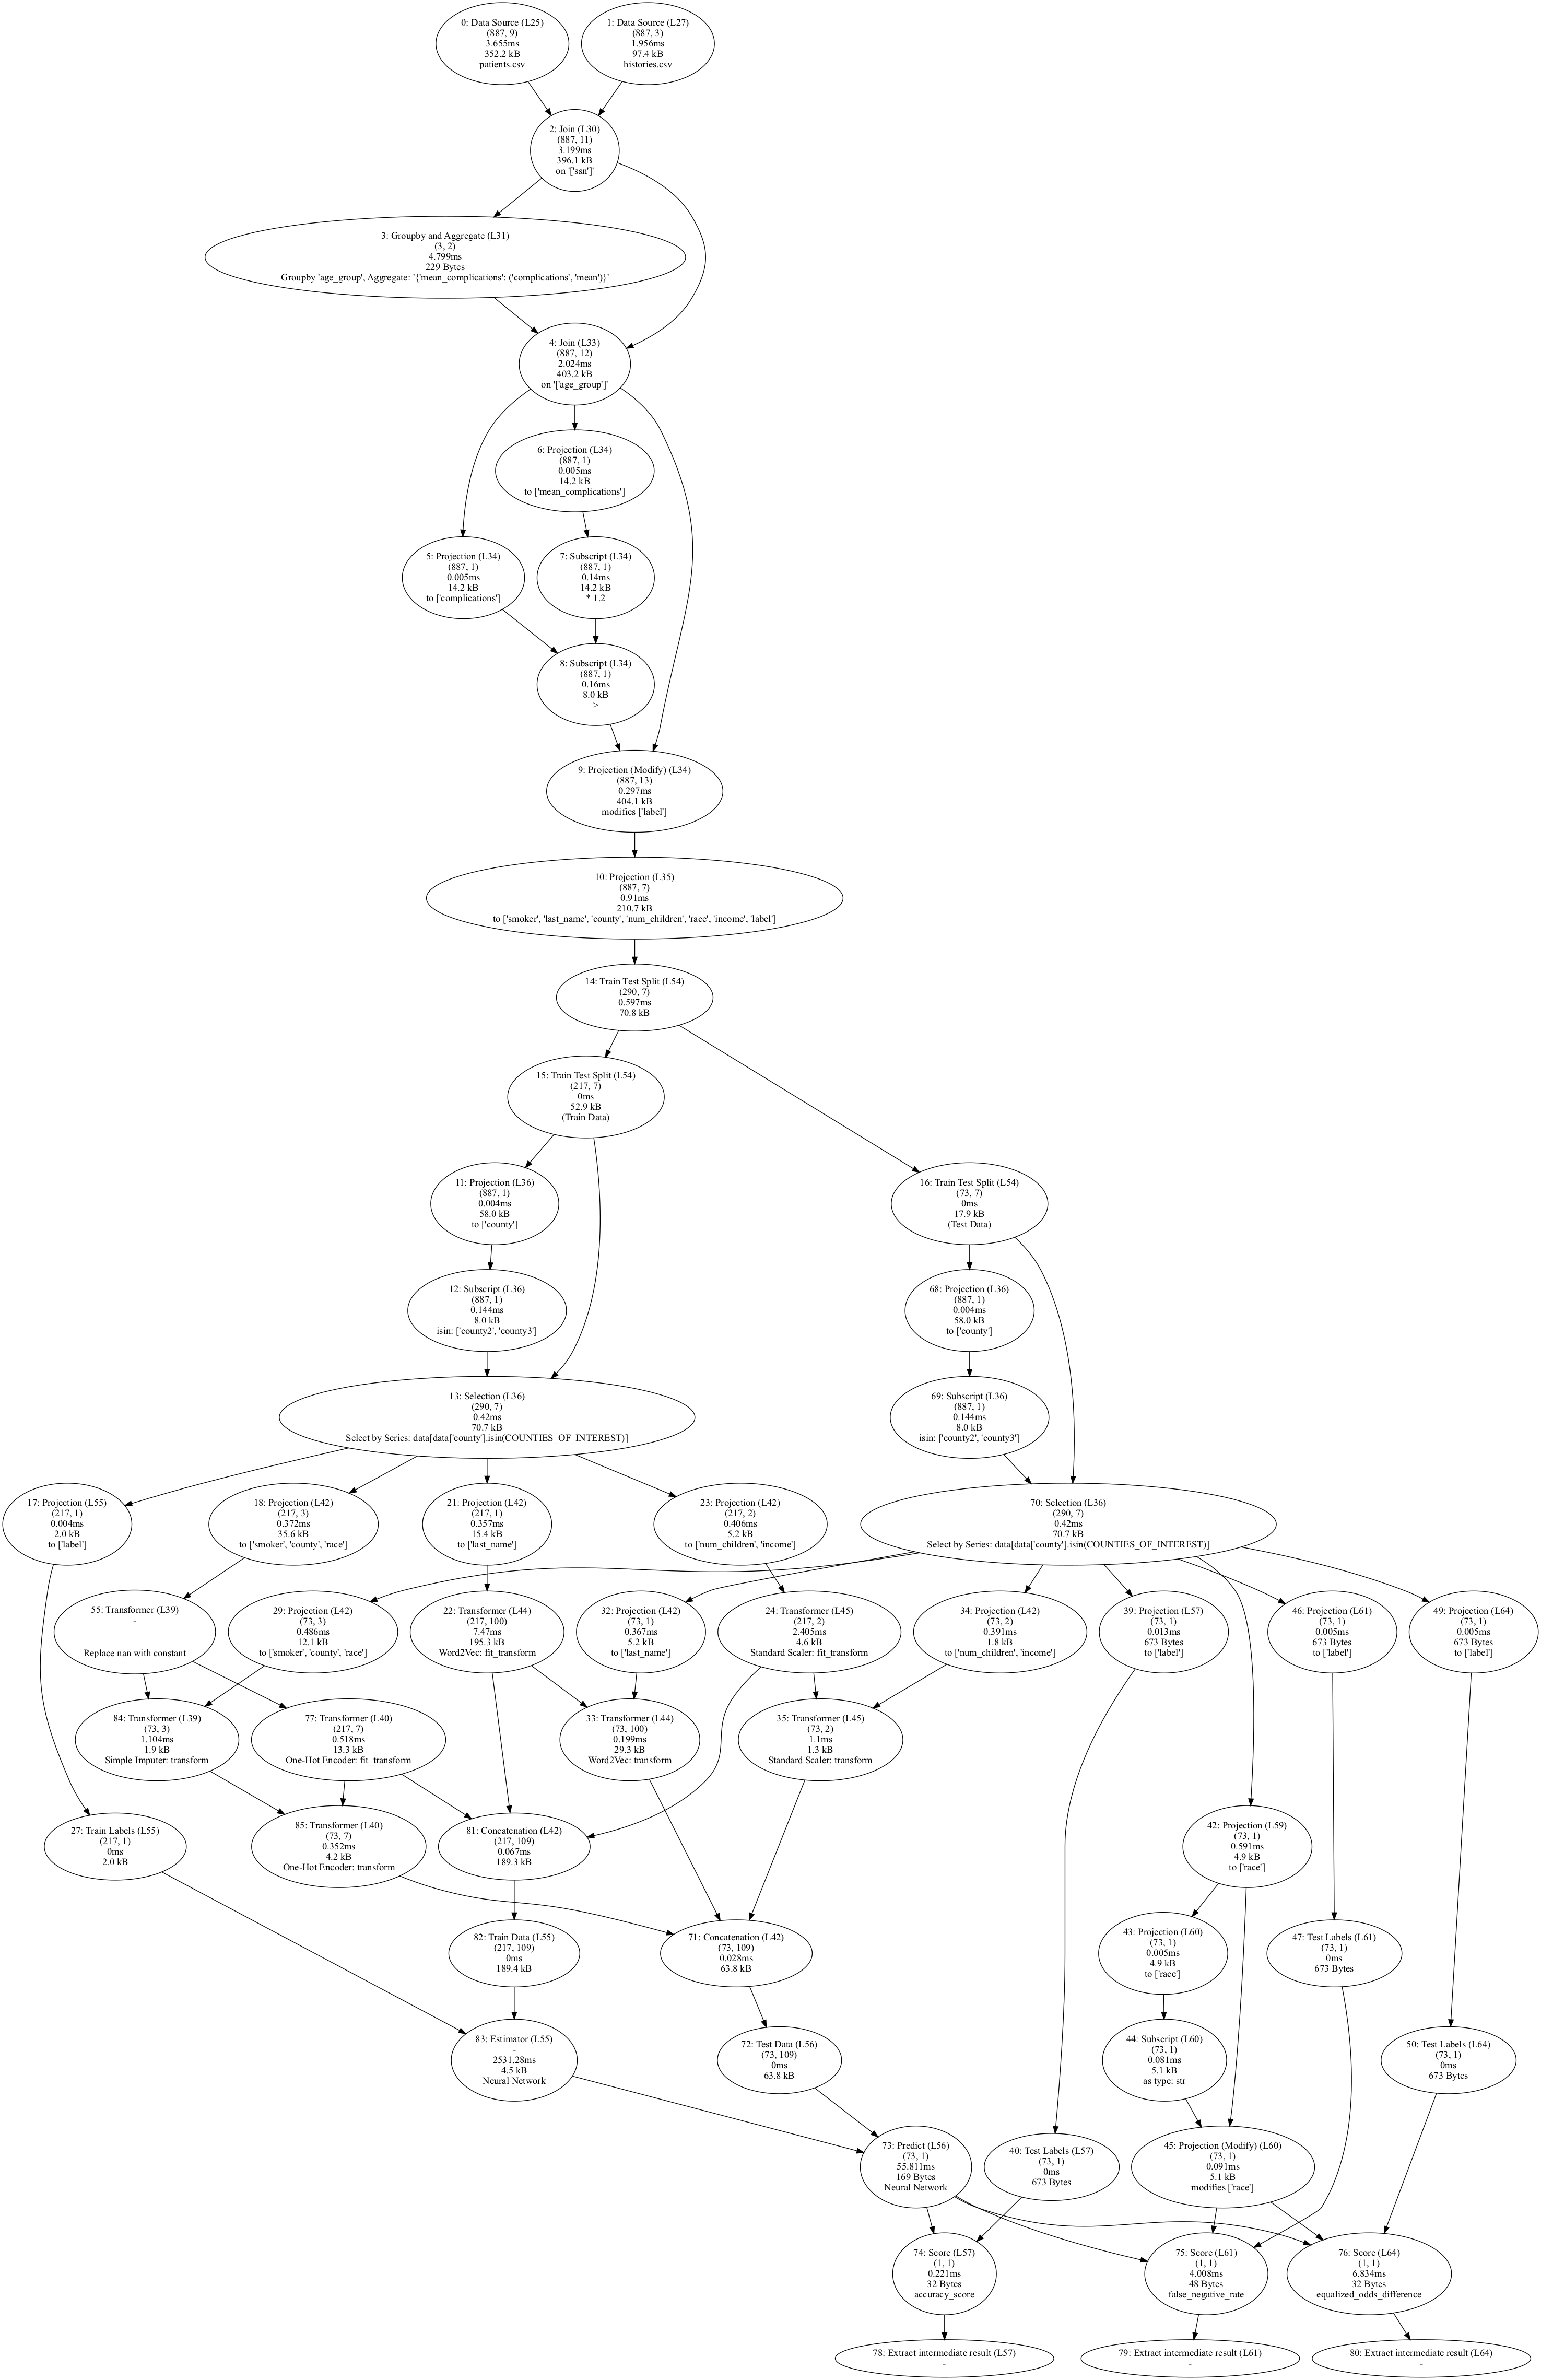 0: Data Source (L25)
(887, 9)
3.655ms
352.2 kB
patients.csv
1: Data Source (L27)
(887, 3)
1.956ms
97.4 kB
histories.csv
2: Join (L30)
(887, 11)
3.199ms
396.1 kB
on '['ssn']'
3: Groupby and Aggregate (L31)
(3, 2)
4.799ms
229 Bytes
Groupby 'age_group', Aggregate: '{'mean_complications': ('complications', 'mean')}'
4: Join (L33)
(887, 12)
2.024ms
403.2 kB
on '['age_group']'
6: Projection (L34)
(887, 1)
0.005ms
14.2 kB
to ['mean_complications']
5: Projection (L34)
(887, 1)
0.005ms
14.2 kB
to ['complications']
7: Subscript (L34)
(887, 1)
0.14ms
14.2 kB
* 1.2
8: Subscript (L34)
(887, 1)
0.16ms
8.0 kB
>
9: Projection (Modify) (L34)
(887, 13)
0.297ms
404.1 kB
modifies ['label']
10: Projection (L35)
(887, 7)
0.91ms
210.7 kB
to ['smoker', 'last_name', 'county', 'num_children', 'race', 'income', 'label']
14: Train Test Split (L54)
(290, 7)
0.597ms
70.8 kB
15: Train Test Split (L54)
(217, 7)
0ms
52.9 kB
(Train Data)
11: Projection (L36)
(887, 1)
0.004ms
58.0 kB
to ['county']
16: Train Test Split (L54)
(73, 7)
0ms
17.9 kB
(Test Data)
12: Subscript (L36)
(887, 1)
0.144ms
8.0 kB
isin: ['county2', 'county3']
68: Projection (L36)
(887, 1)
0.004ms
58.0 kB
to ['county']
13: Selection (L36)
(290, 7)
0.42ms
70.7 kB
Select by Series: data[data['county'].isin(COUNTIES_OF_INTEREST)]
69: Subscript (L36)
(887, 1)
0.144ms
8.0 kB
isin: ['county2', 'county3']
17: Projection (L55)
(217, 1)
0.004ms
2.0 kB
to ['label']
18: Projection (L42)
(217, 3)
0.372ms
35.6 kB
to ['smoker', 'county', 'race']
21: Projection (L42)
(217, 1)
0.357ms
15.4 kB
to ['last_name']
23: Projection (L42)
(217, 2)
0.406ms
5.2 kB
to ['num_children', 'income']
70: Selection (L36)
(290, 7)
0.42ms
70.7 kB
Select by Series: data[data['county'].isin(COUNTIES_OF_INTEREST)]
55: Transformer (L39)
-
Replace nan with constant
29: Projection (L42)
(73, 3)
0.486ms
12.1 kB
to ['smoker', 'county', 'race']
22: Transformer (L44)
(217, 100)
7.47ms
195.3 kB
Word2Vec: fit_transform
32: Projection (L42)
(73, 1)
0.367ms
5.2 kB
to ['last_name']
24: Transformer (L45)
(217, 2)
2.405ms
4.6 kB
Standard Scaler: fit_transform
34: Projection (L42)
(73, 2)
0.391ms
1.8 kB
to ['num_children', 'income']
39: Projection (L57)
(73, 1)
0.013ms
673 Bytes
to ['label']
46: Projection (L61)
(73, 1)
0.005ms
673 Bytes
to ['label']
49: Projection (L64)
(73, 1)
0.005ms
673 Bytes
to ['label']
84: Transformer (L39)
(73, 3)
1.104ms
1.9 kB
Simple Imputer: transform
77: Transformer (L40)
(217, 7)
0.518ms
13.3 kB
One-Hot Encoder: fit_transform
33: Transformer (L44)
(73, 100)
0.199ms
29.3 kB
Word2Vec: transform
35: Transformer (L45)
(73, 2)
1.1ms
1.3 kB
Standard Scaler: transform
27: Train Labels (L55)
(217, 1)
0ms
2.0 kB
85: Transformer (L40)
(73, 7)
0.352ms
4.2 kB
One-Hot Encoder: transform
81: Concatenation (L42)
(217, 109)
0.067ms
189.3 kB
42: Projection (L59)
(73, 1)
0.591ms
4.9 kB
to ['race']
82: Train Data (L55)
(217, 109)
0ms
189.4 kB
71: Concatenation (L42)
(73, 109)
0.028ms
63.8 kB
43: Projection (L60)
(73, 1)
0.005ms
4.9 kB
to ['race']
47: Test Labels (L61)
(73, 1)
0ms
673 Bytes
83: Estimator (L55)
-
2531.28ms
4.5 kB
Neural Network
72: Test Data (L56)
(73, 109)
0ms
63.8 kB
44: Subscript (L60)
(73, 1)
0.081ms
5.1 kB
as type: str
50: Test Labels (L64)
(73, 1)
0ms
673 Bytes
73: Predict (L56)
(73, 1)
55.811ms
169 Bytes
Neural Network
40: Test Labels (L57)
(73, 1)
0ms
673 Bytes
45: Projection (Modify) (L60)
(73, 1)
0.091ms
5.1 kB
modifies ['race']
74: Score (L57)
(1, 1)
0.221ms
32 Bytes
accuracy_score
75: Score (L61)
(1, 1)
4.008ms
48 Bytes
false_negative_rate
76: Score (L64)
(1, 1)
6.834ms
32 Bytes
equalized_odds_difference
78: Extract intermediate result (L57)
-
79: Extract intermediate result (L61)
-
80: Extract intermediate result (L64)
-